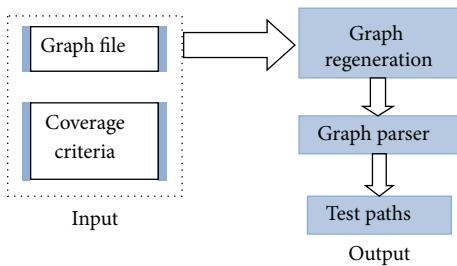 Graph file
Coverage
criteria
Input
Graph
regeneration
Graph parser
Test paths
Output